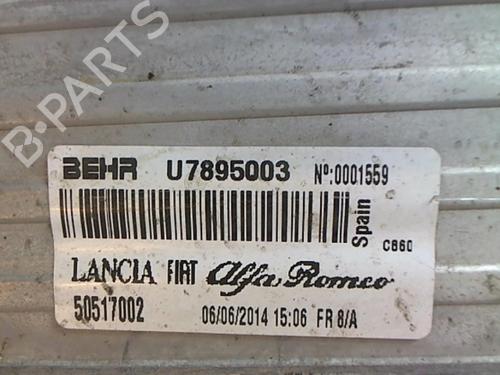 B-PARTS
BEHR U7895003 Nº:0001559
Spain
C860
LANCIA FIAT Alfa Romeo
50517002 06/06/2014 15:06 FR 8/A